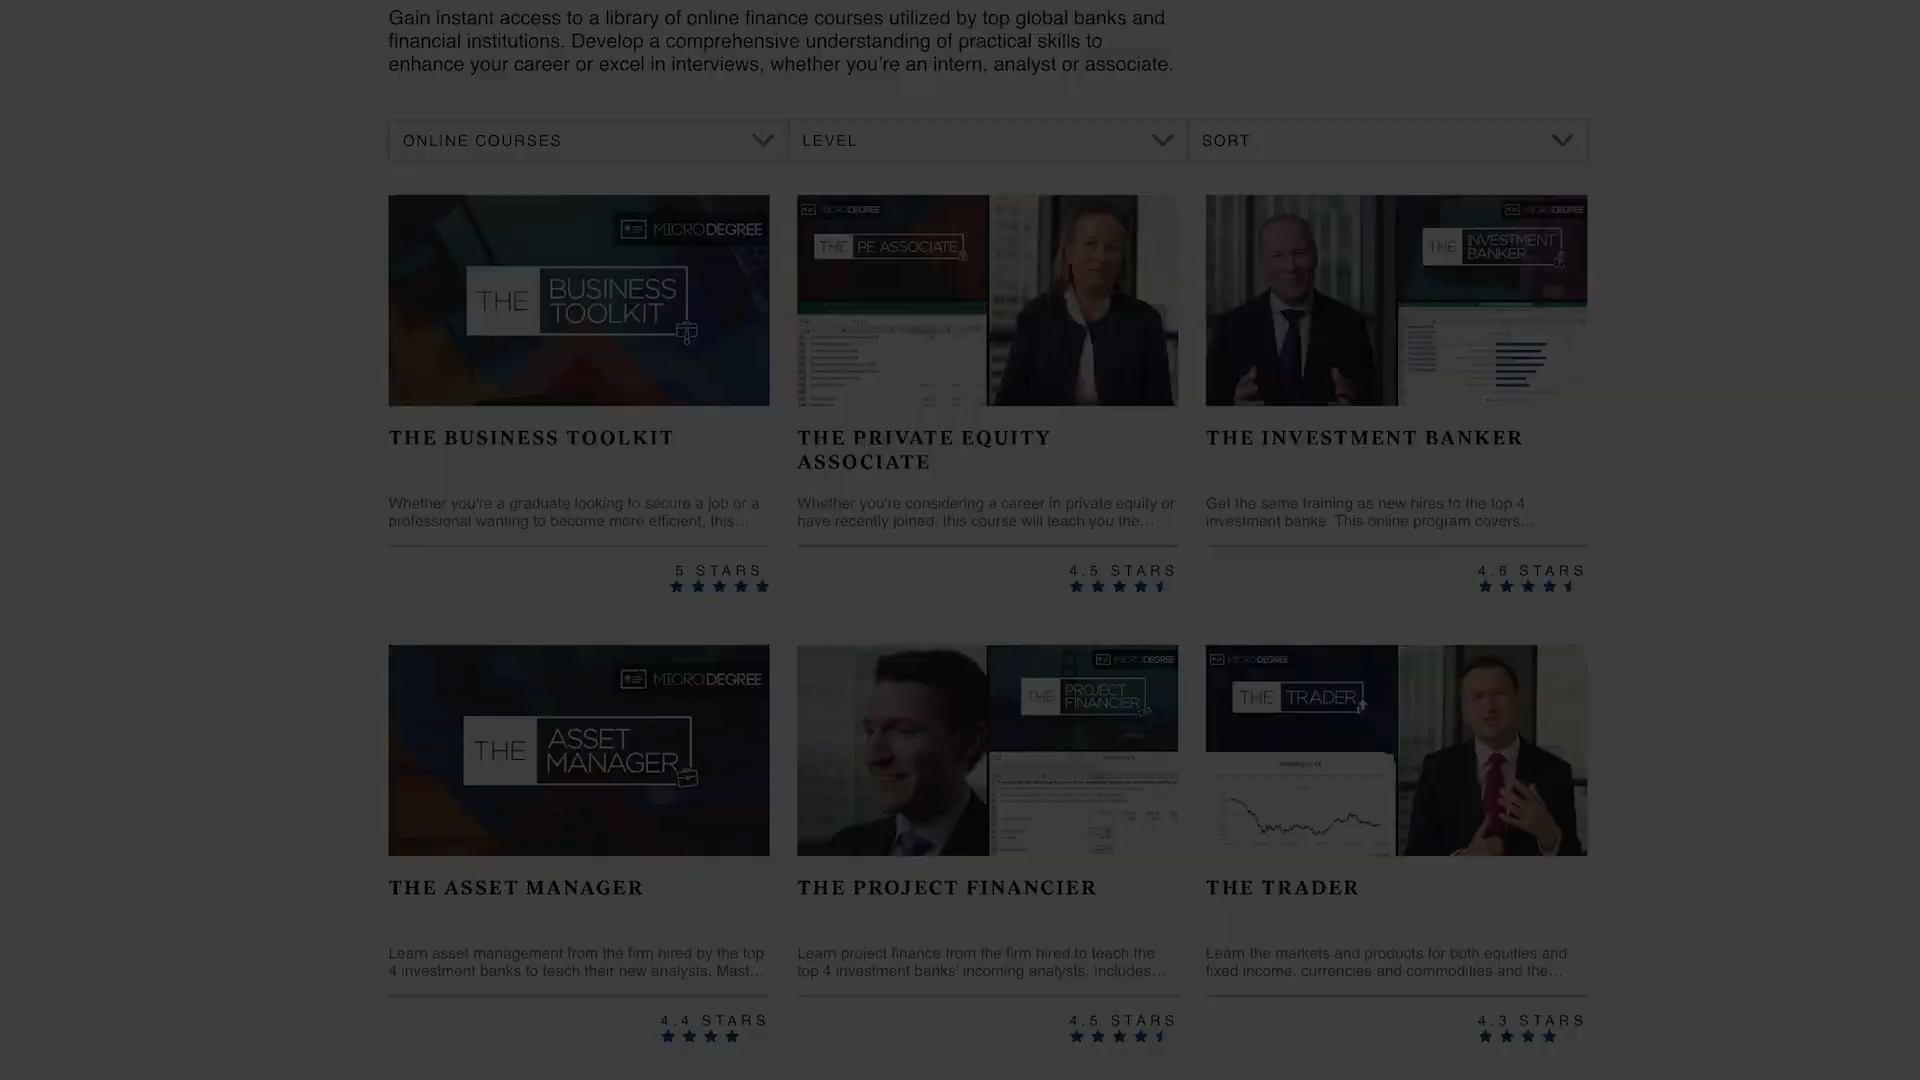 Gain instant access to a library of online finance courses utilized by top global banks and
financial institutions. Develop a comprehensive understanding of practical skills to
enhance your career or excel in interviews, whether you're an intern, analyst or associate.
ONLINE COURSES
LEVEL
SORT
MICRODEGREE
THE BUSINESS TOOLKIT
MICRODEGREE
THE PE ASSOCIATE
MICRODEGREE
THE INVESTMENT BANKER
THE BUSINESS TOOLKIT
THE PRIVATE EQUITY
ASSOCIATE
THE INVESTMENT BANKER
Whether you're a graduate looking to secure a job or a
professional wanting to become more efficient, this...
Whether you're considering a career in private equity or
have recently joined, this course will teach you the...
Get the same training as new hires to the top 4
investment banks. This online program covers...
5 STARS
4.5 STARS
4.6 STARS
MICRODEGREE
THE ASSET MANAGER
MICRODEGREE
THE PROJECT FINANCIER
MICRODEGREE
THE TRADER
THE ASSET MANAGER
THE PROJECT FINANCIER
THE TRADER
Learn asset management from the firm hired by the top
4 investment banks to teach their new analysts. Mast...
Learn project finance from the firm hired to teach the
top 4 investment banks' incoming analysts. Includes...
Learn the markets and products for both equities and
fixed income, currencies and commodities and the...
4.4 STARS
4.5 STARS
4.3 STARS